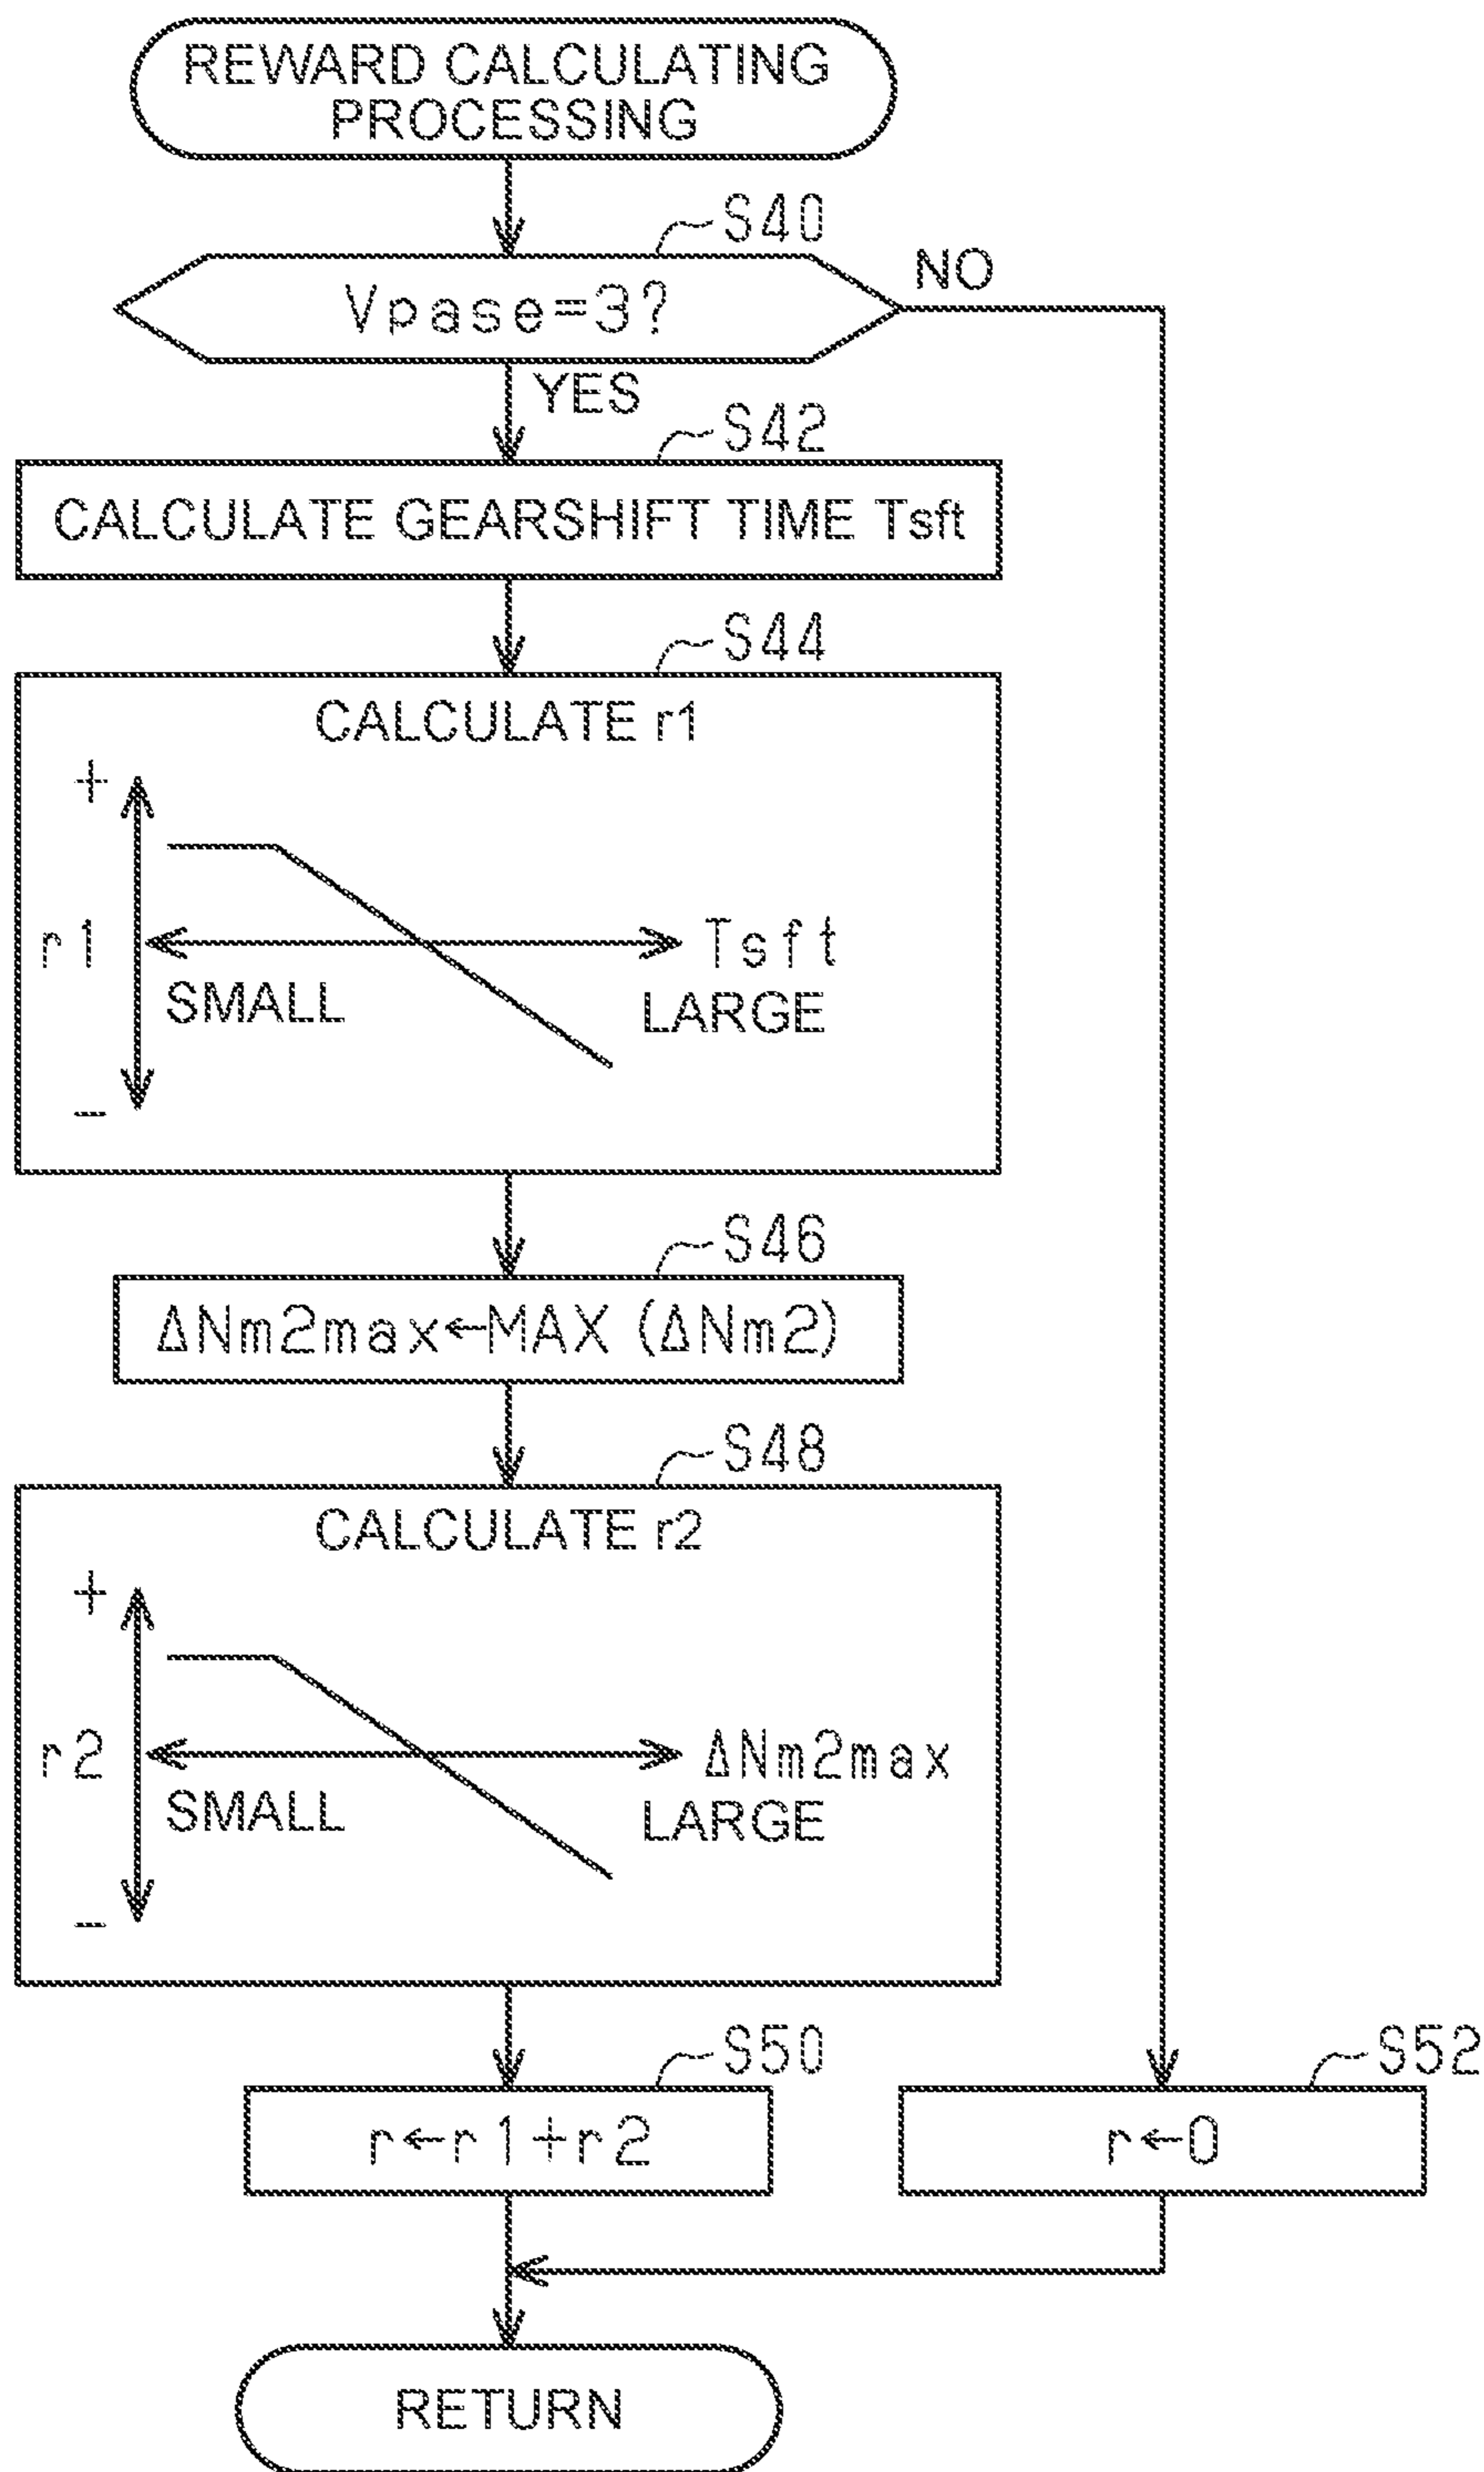 REWARD CALCULATING
PROCESSING
S40
Vpase=3?
NO
YES
S42
CALCULATE GEARSHIFT TIME Tsft
S44
CALCULATE r1
+
r1
Tsft
SMALL
LARGE
-
S46
ΔNm2max←MAX (ΔNm2)
S48
CALCULATE r2
+
r2
ΔNm2max
SMALL
LARGE
-
S50
r←r1+r2
S52
r←0
RETURN